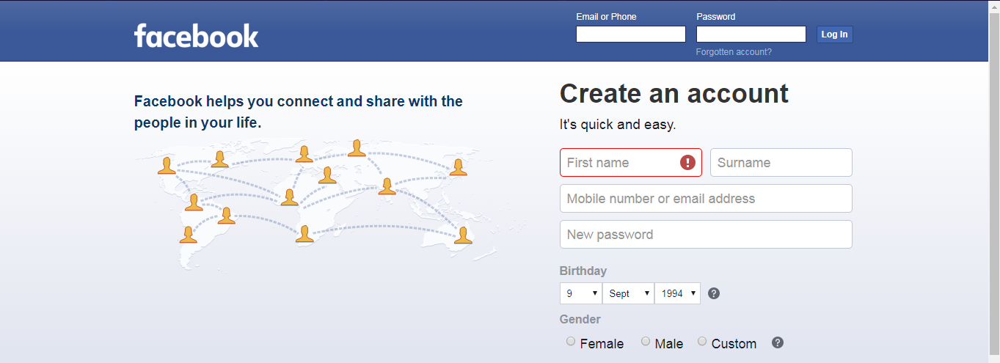 facebook
Email or Phone
Password
Log In
Forgotten account?
Facebook helps you connect and share with the
people in your life.
Create an account
It's quick and easy.
First name
Surname
Mobile number or email address
New password
Birthday
9 Sept 1994
Gender
Female Male Custom